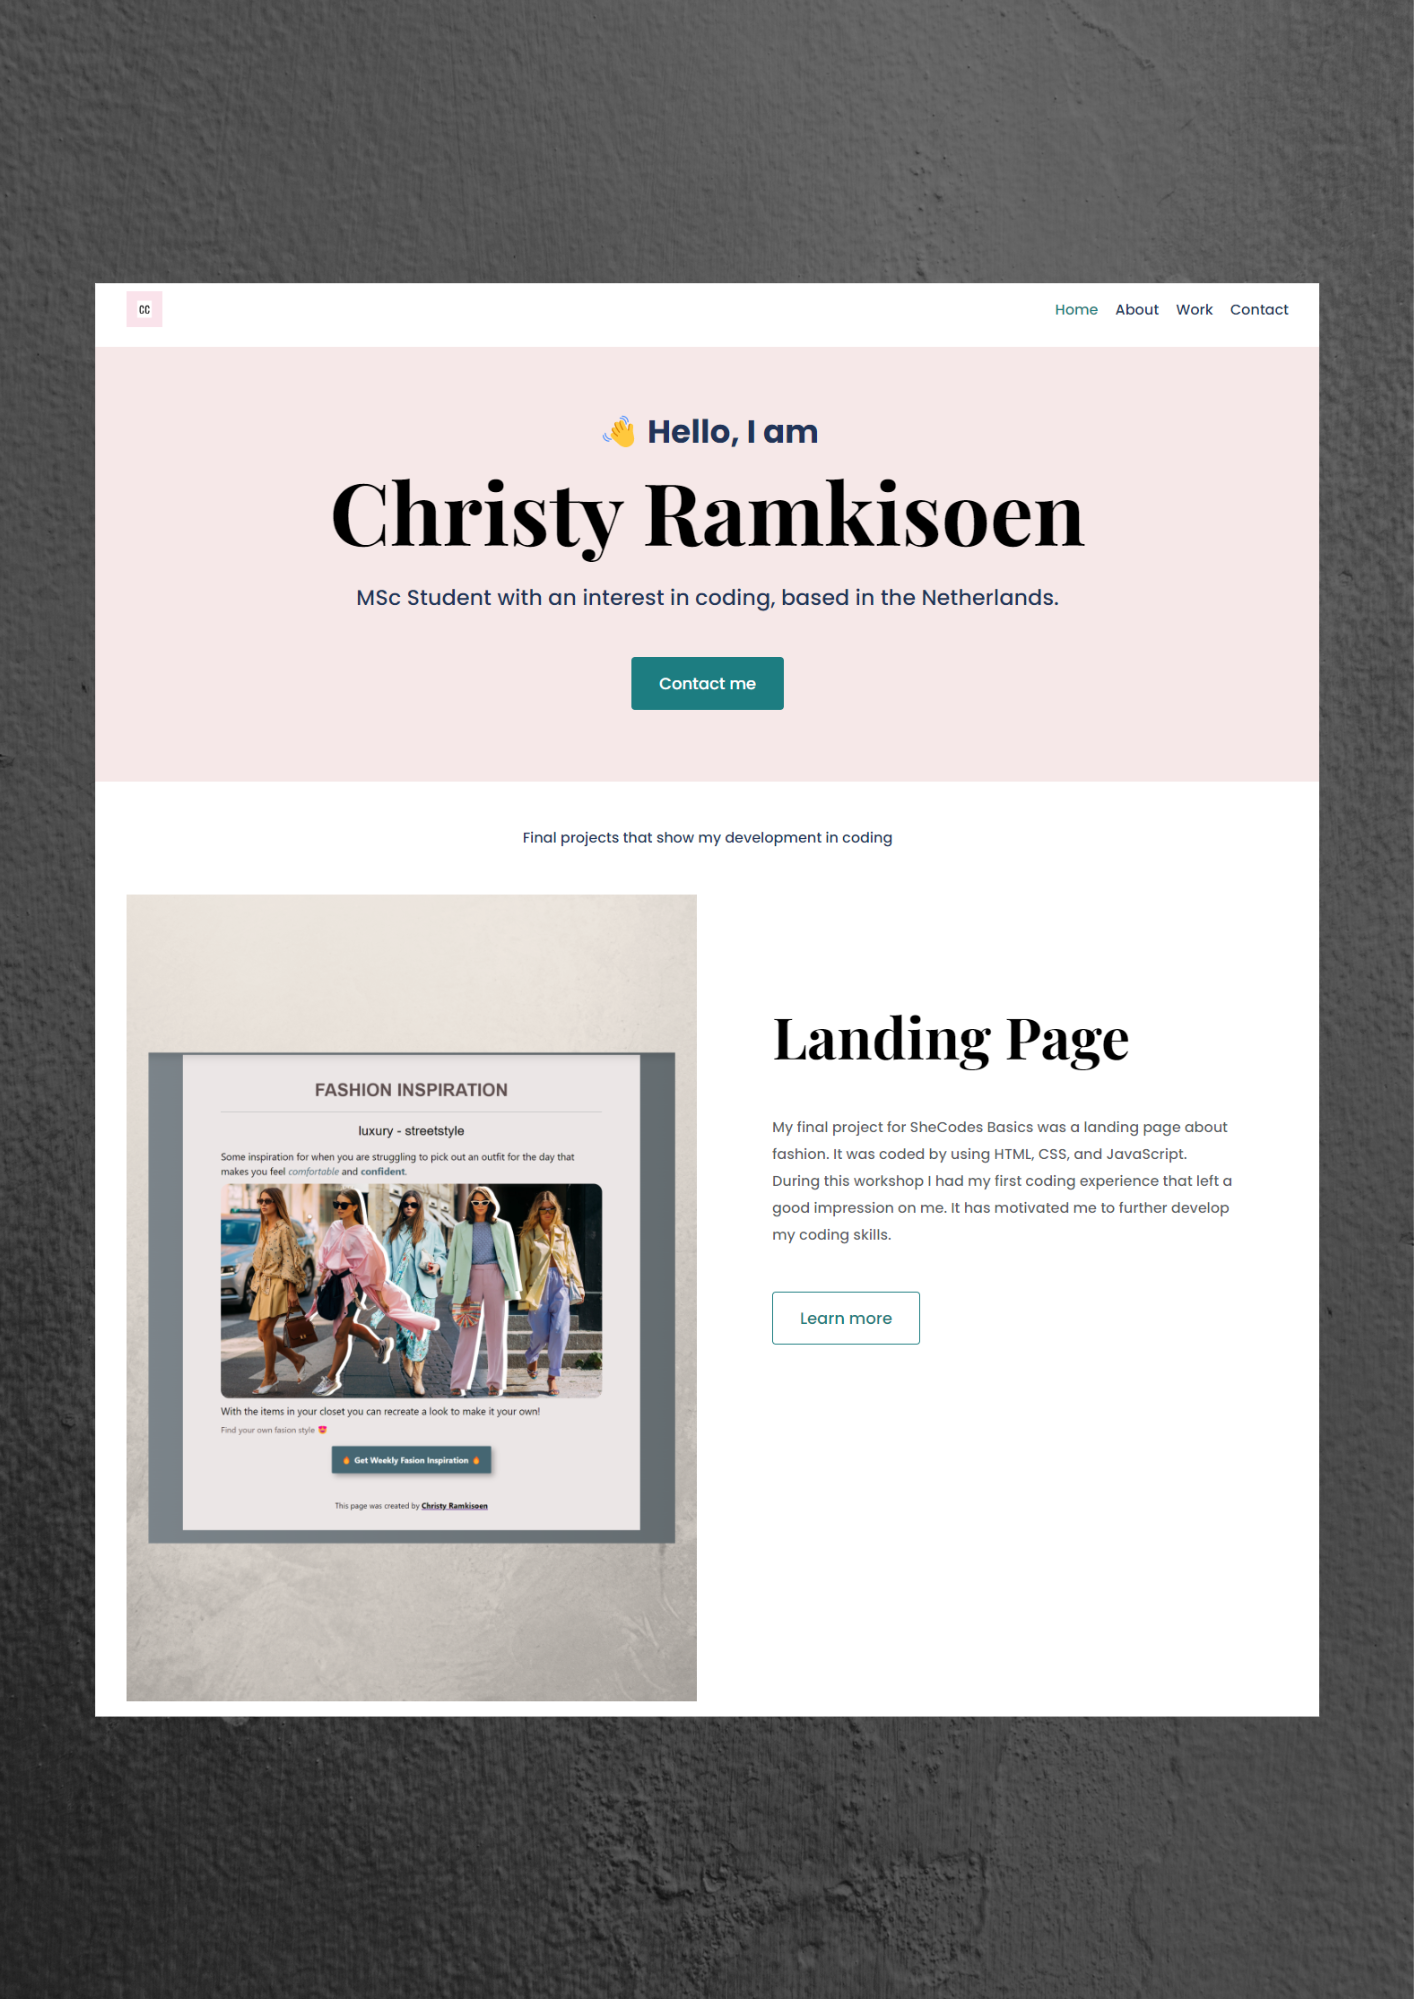 CC
Home About Work Contact
👋 Hello, I am
Christy Ramkisoen
MSc Student with an interest in coding, based in the Netherlands.
Contact me
Final projects that show my development in coding
FASHION INSPIRATION
luxury - streetstyle
Some inspiration for when you are struggling to pick out an outfit for the day that
makes you feel comfortable and confident.
With the items in your closet you can recreate a look to make it your own!
Find your own fasion style 😍
🔥 Get Weekly Fasion Inspiration 🔥
This page was created by Christy Ramkisoen
Landing Page
My final project for SheCodes Basics was a landing page about
fashion. It was coded by using HTML, CSS, and JavaScript.
During this workshop I had my first coding experience that left a
good impression on me. It has motivated me to further develop
my coding skills.
Learn more